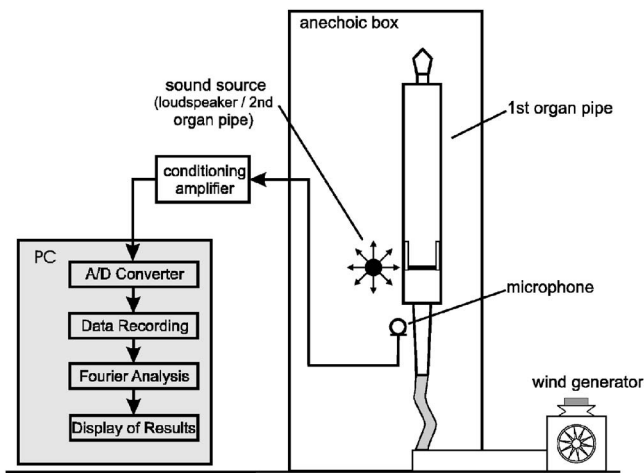 anechoic box
sound source
(loudspeaker / 2nd
organ pipe)
1st organ pipe
conditioning
amplifier
PC
A/D Converter
Data Recording
Fourier Analysis
Display of Results
microphone
wind generator